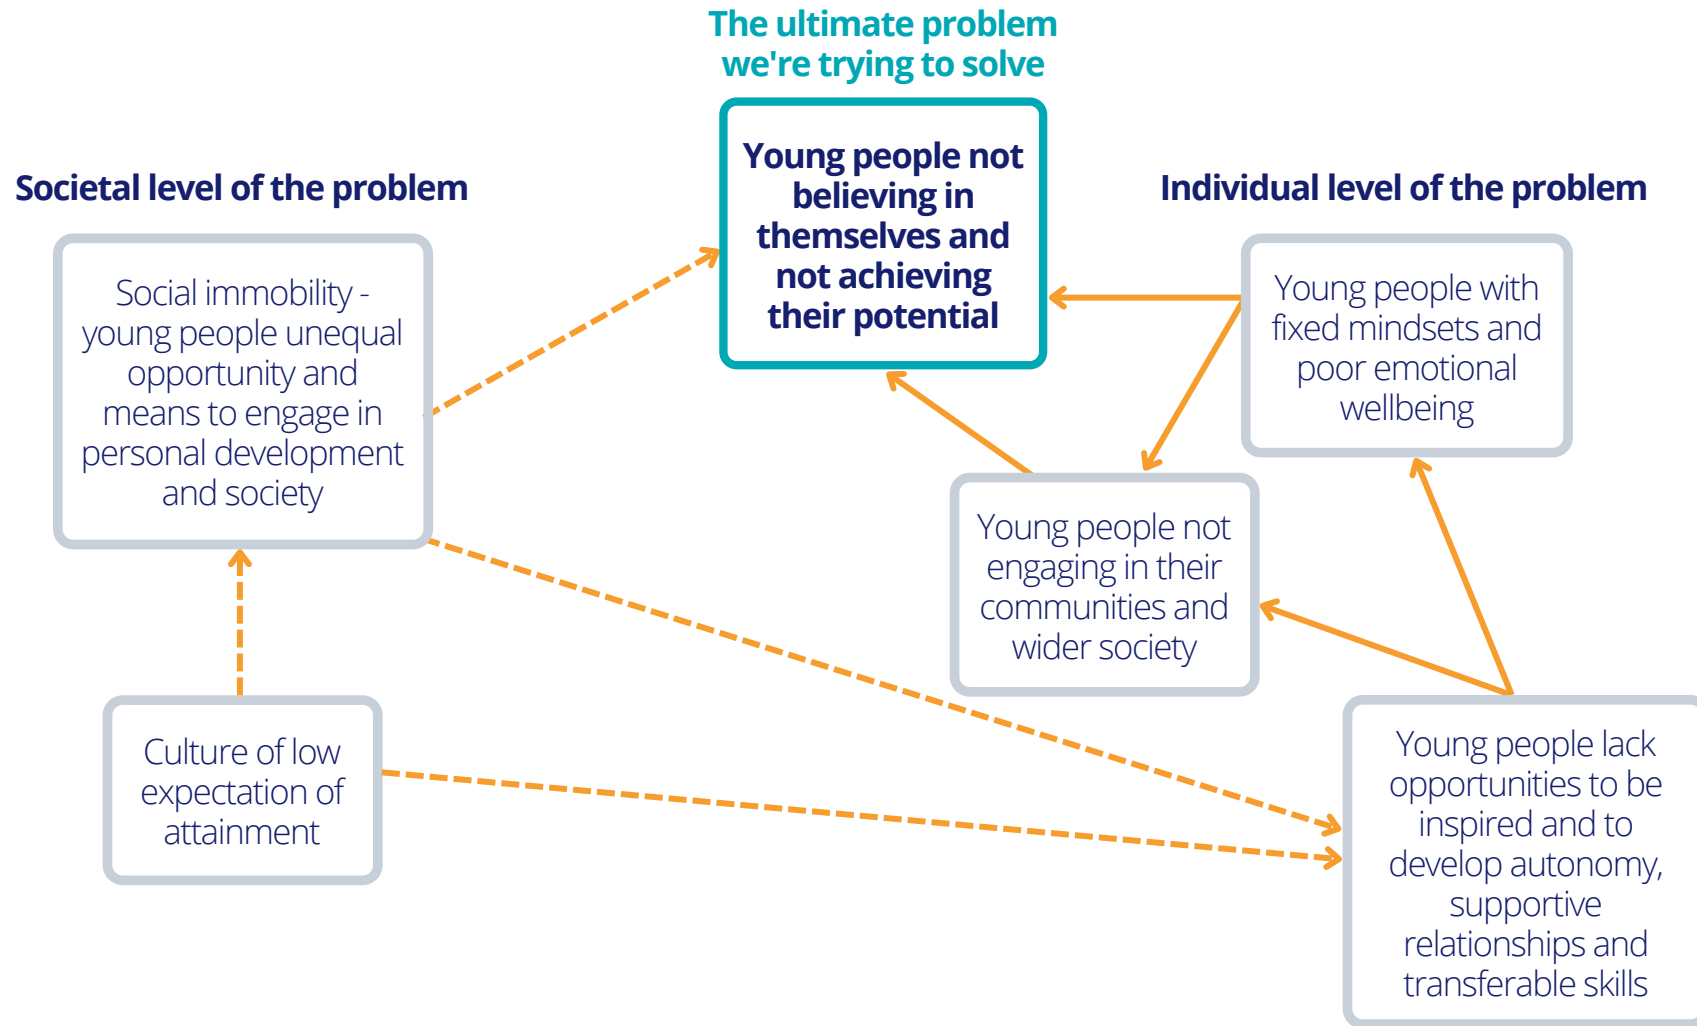 The ultimate problem
we're trying to solve
Young people not
believing in
themselves and
not achieving
their potential
Societal level of the problem
Social immobility -
young people unequal
opportunity and
means to engage in
personal development
and society
Culture of low
expectation of
attainment
Individual level of the problem
Young people with
fixed mindsets and
poor emotional
wellbeing
Young people not
engaging in their
communities and
wider society
Young people lack
opportunities to be
inspired and to
develop autonomy,
supportive
relationships and
transferable skills